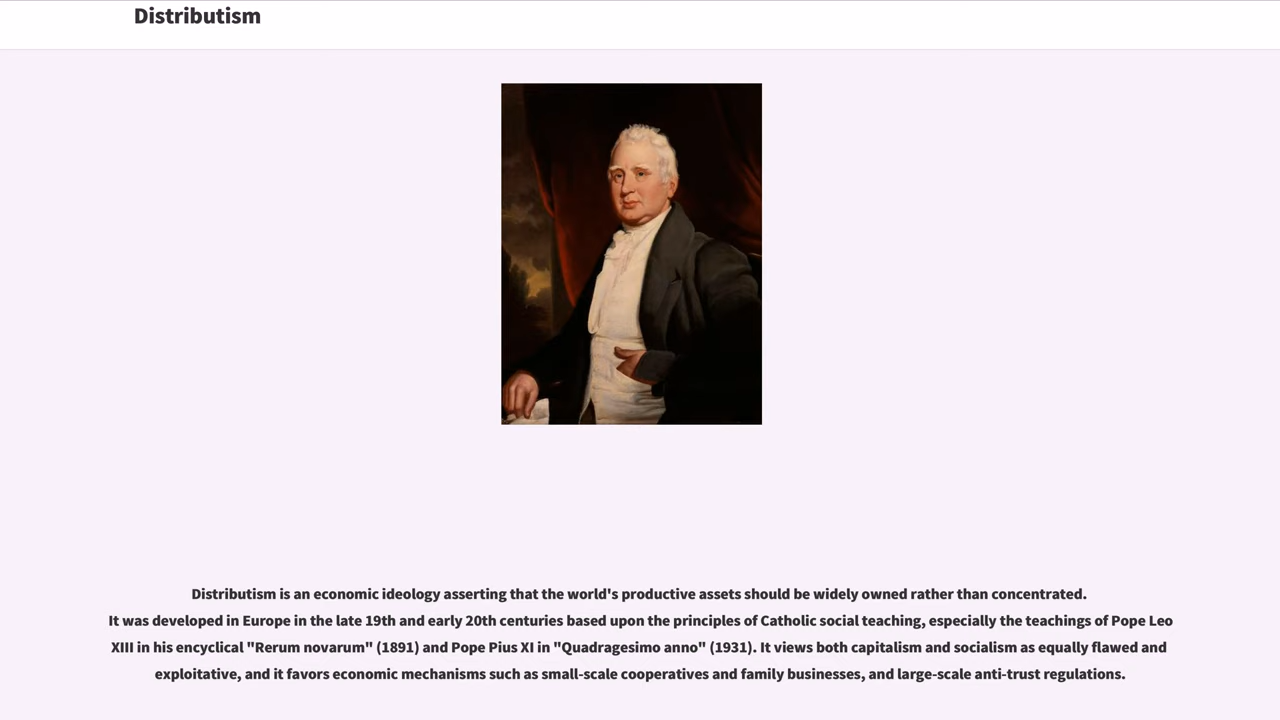 Distributism
Distributism is an economic ideology asserting that the world's productive assets should be widely owned rather than concentrated.
It was developed in Europe in the late 19th and early 20th centuries based upon the principles of Catholic social teaching, especially the teachings of Pope Leo
XIII in his encyclical "Rerum novarum" (1891) and Pope Pius XI in "Quadragesimo anno" (1931). It views both capitalism and socialism as equally flawed and
exploitative, and it favors economic mechanisms such as small-scale cooperatives and family businesses, and large-scale anti-trust regulations.